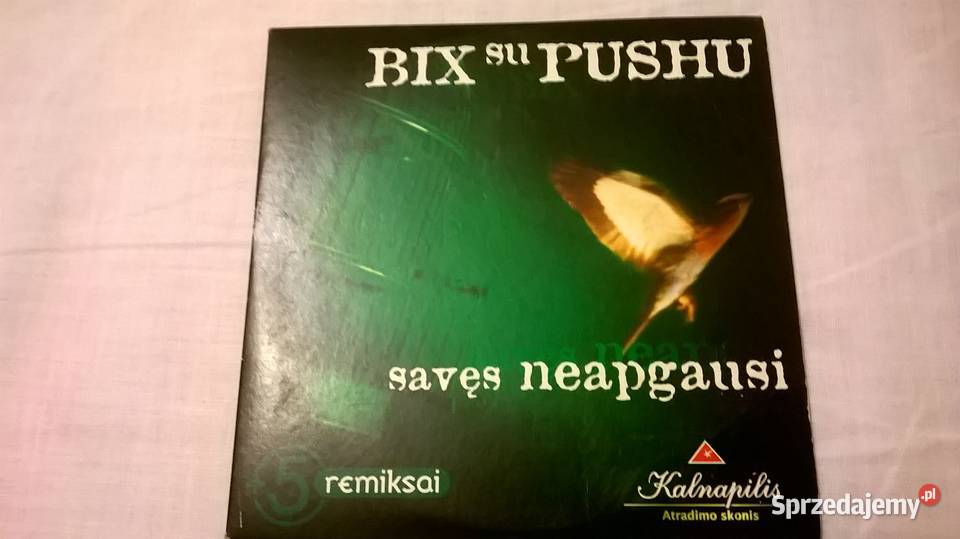 BIX su PUSHU
savęs neapgausi
5 remiksai
Kalnapilis
Atradimo skonis
Sprzedajemy.pl